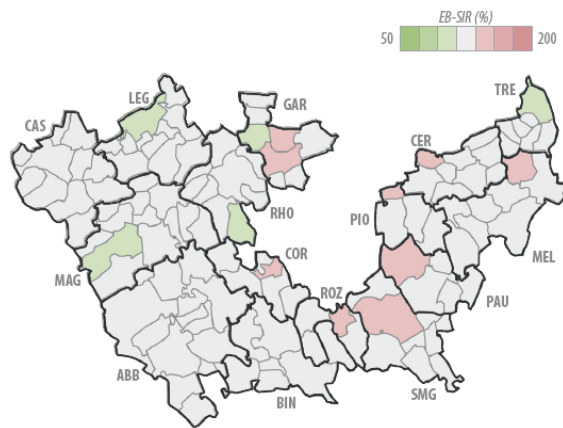 EB-SIR (%)
50 200
TRE
LEG
GAR
CAS
CER
RHO
PIO
COR
MEL
MAG
ROZ
PAU
ABB
SMG
BIN